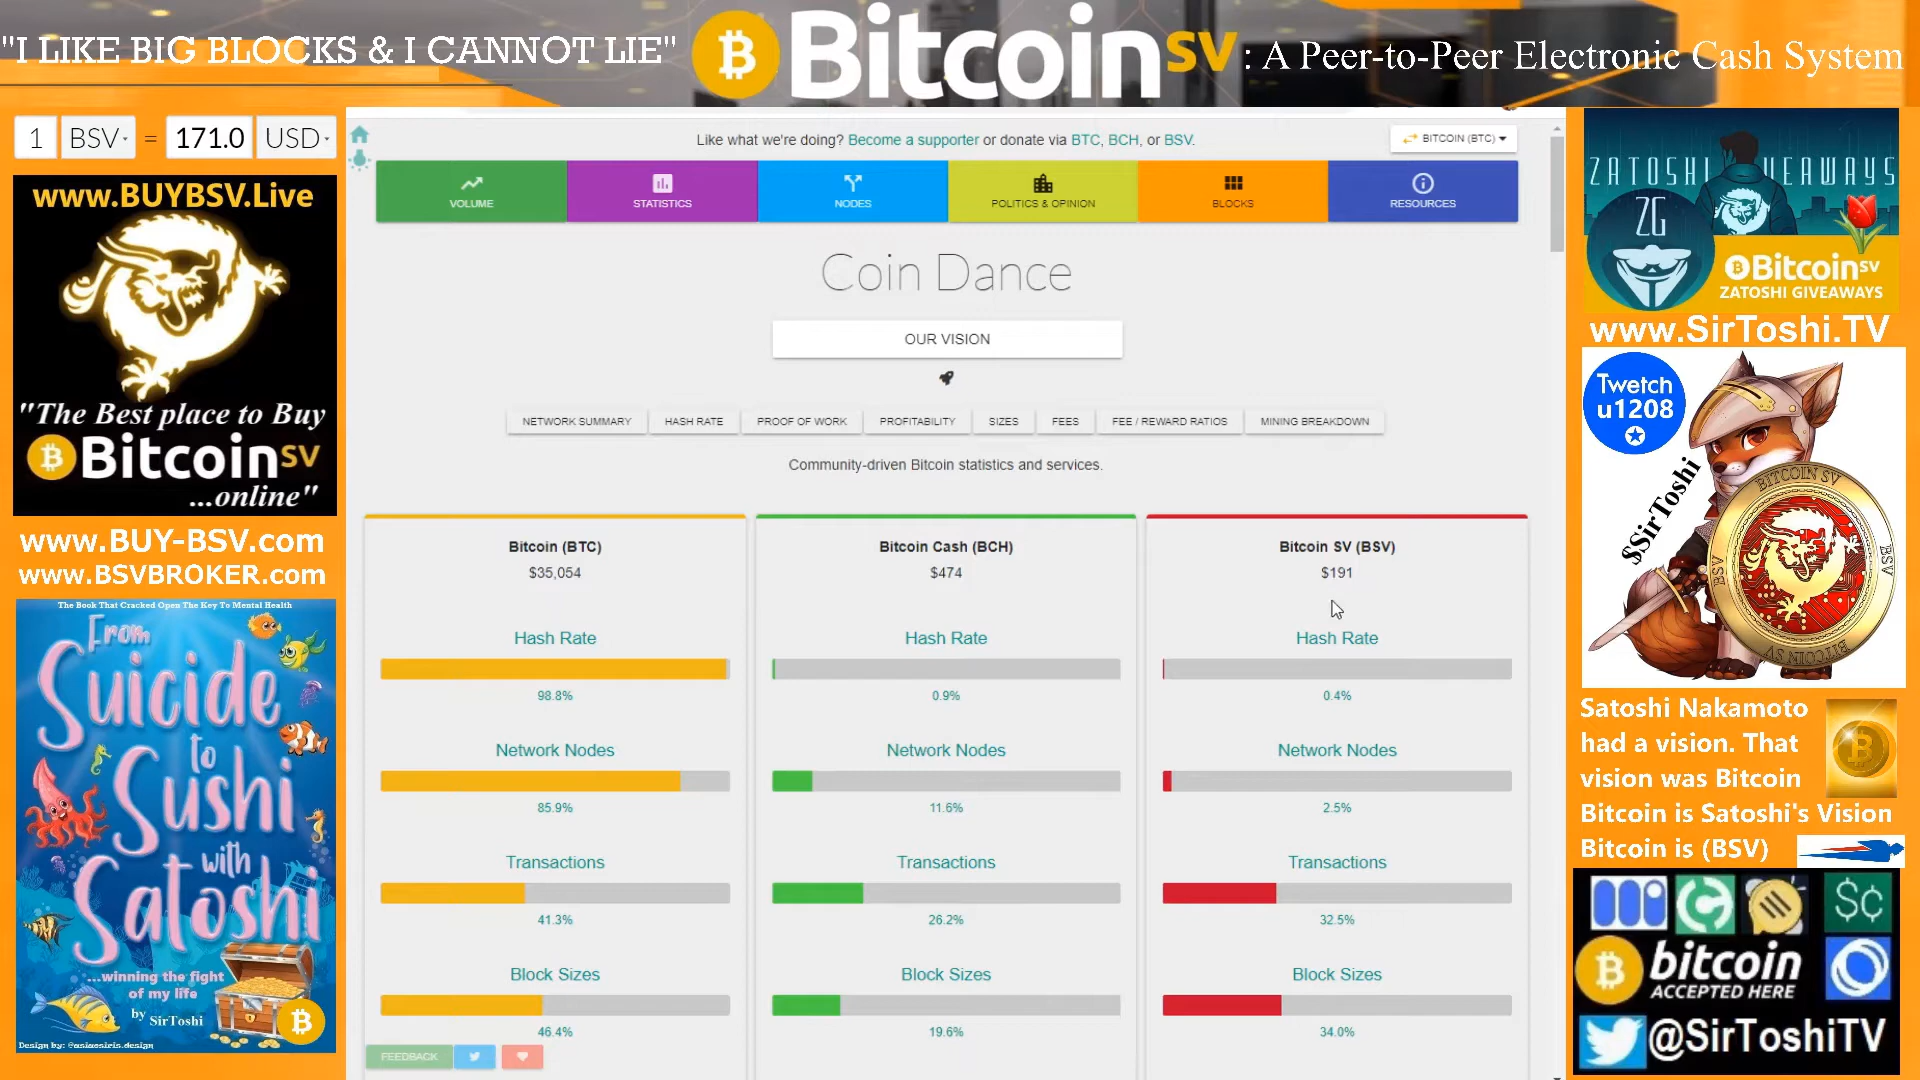 "I LIKE BIG BLOCKS & I CANNOT LIE"
Bitcoin SV : A Peer-to-Peer Electronic Cash System
1 BSV = 171.0 USD
www.BUYBSV.Live
"The Best place to Buy
Bitcoin SV
...online"
www.BUY-BSV.com
www.BSVBROKER.com
The Book That Cracked Open The Key To Mental Health
From
Suicide
to
Sushi
with
Satoshi
...winning the fight
of my life
by SirToshi
Design by: @asiaosiris.design
Like what we're doing? Become a supporter or donate via BTC, BCH, or BSV.
BITCOIN (BTC)
VOLUME
STATISTICS
NODES
POLITICS & OPINION
BLOCKS
RESOURCES
Coin Dance
OUR VISION
NETWORK SUMMARY
HASH RATE
PROOF OF WORK
PROFITABILITY
SIZES
FEES
FEE / REWARD RATIOS
MINING BREAKDOWN
Community-driven Bitcoin statistics and services.
Bitcoin (BTC)
$35,054
Hash Rate
98.8%
Network Nodes
85.9%
Transactions
41.3%
Block Sizes
46.4%
Bitcoin Cash (BCH)
$474
Hash Rate
0.9%
Network Nodes
11.6%
Transactions
26.2%
Block Sizes
19.6%
Bitcoin SV (BSV)
$191
Hash Rate
0.4%
Network Nodes
2.5%
Transactions
32.5%
Block Sizes
34.0%
FEEDBACK
ZATOSHI
ZG
Bitcoin SV
ZATOSHI GIVEAWAYS
www.SirToshi.TV
Twetch
u1208
$SirToshi
BITCOIN SV
BSV
BSV
BITCOIN SV
Satoshi Nakamoto
had a vision. That
vision was Bitcoin
Bitcoin is Satoshi's Vision
Bitcoin is (BSV)
$¢
bitcoin
ACCEPTED HERE
@SirToshiTV